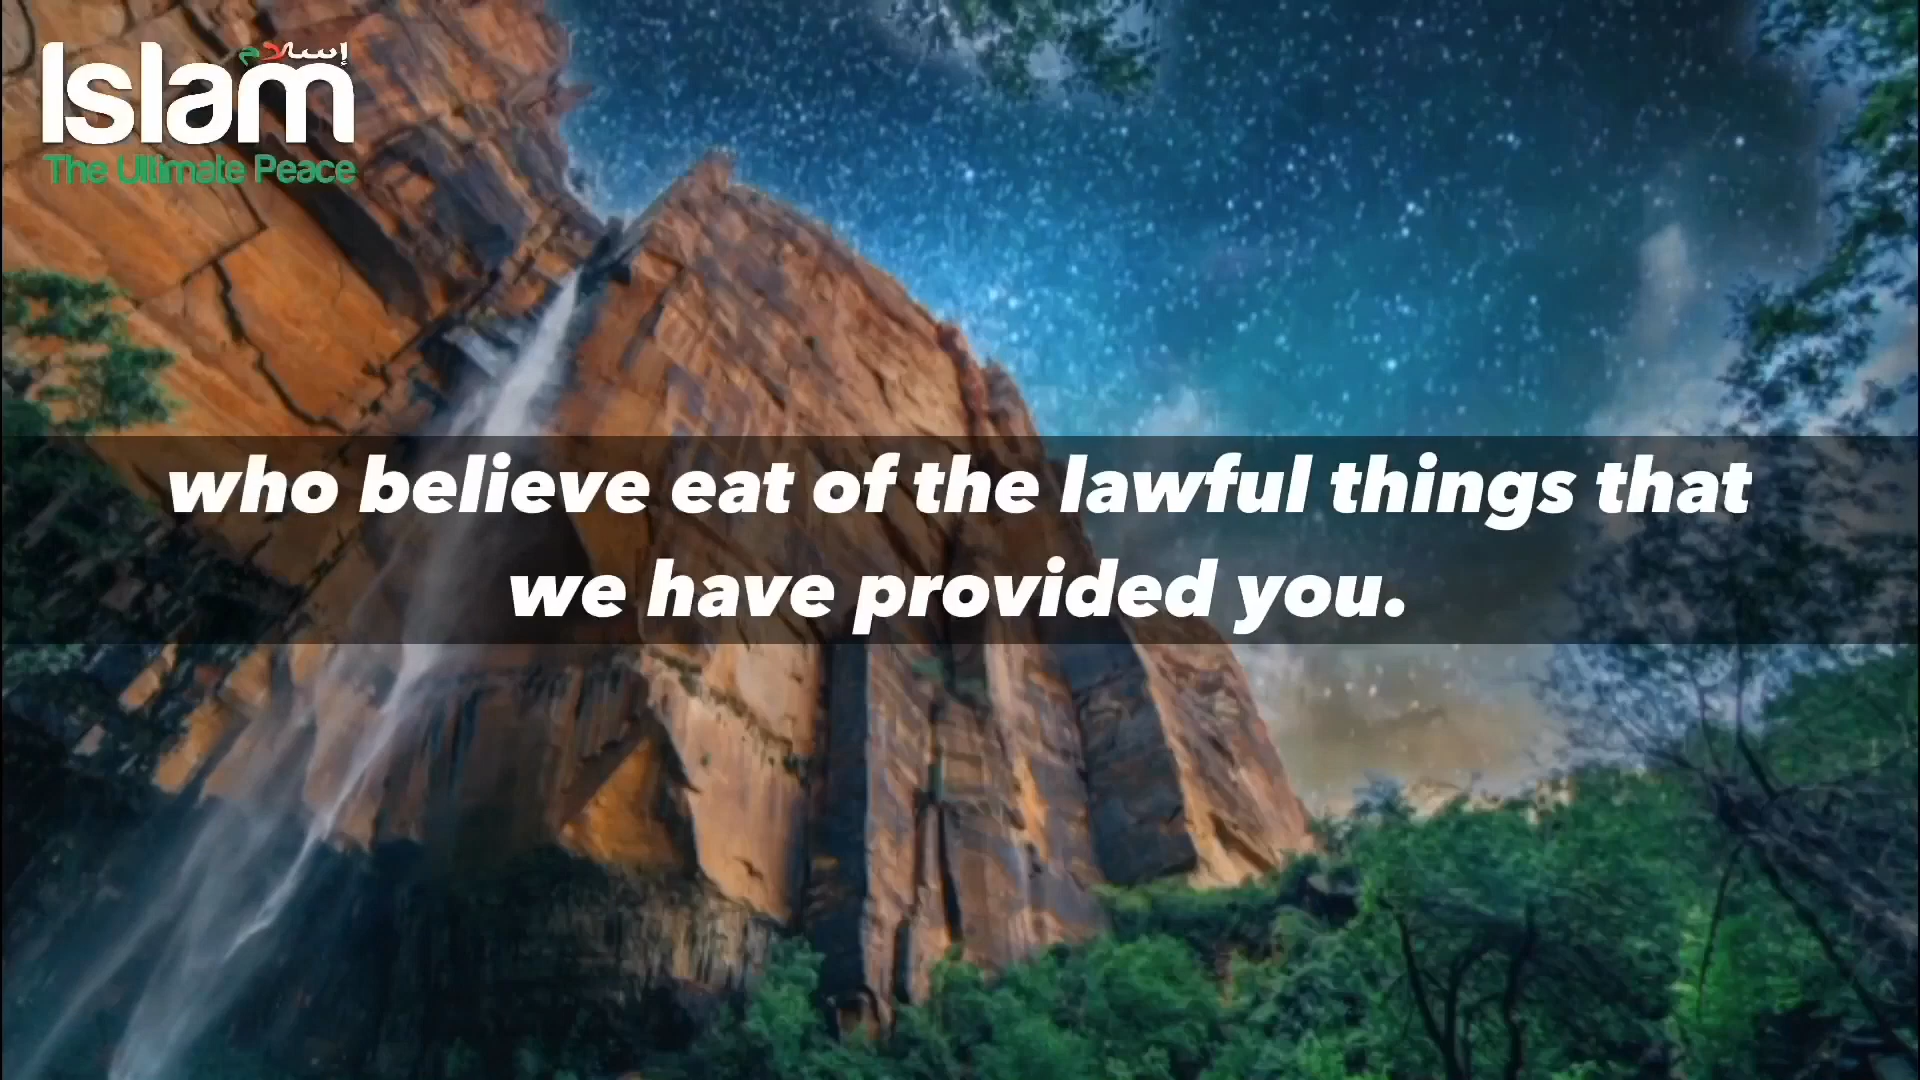 إسلام
Islam
The Ultimate Peace
who believe eat of the lawful things that
we have provided you.